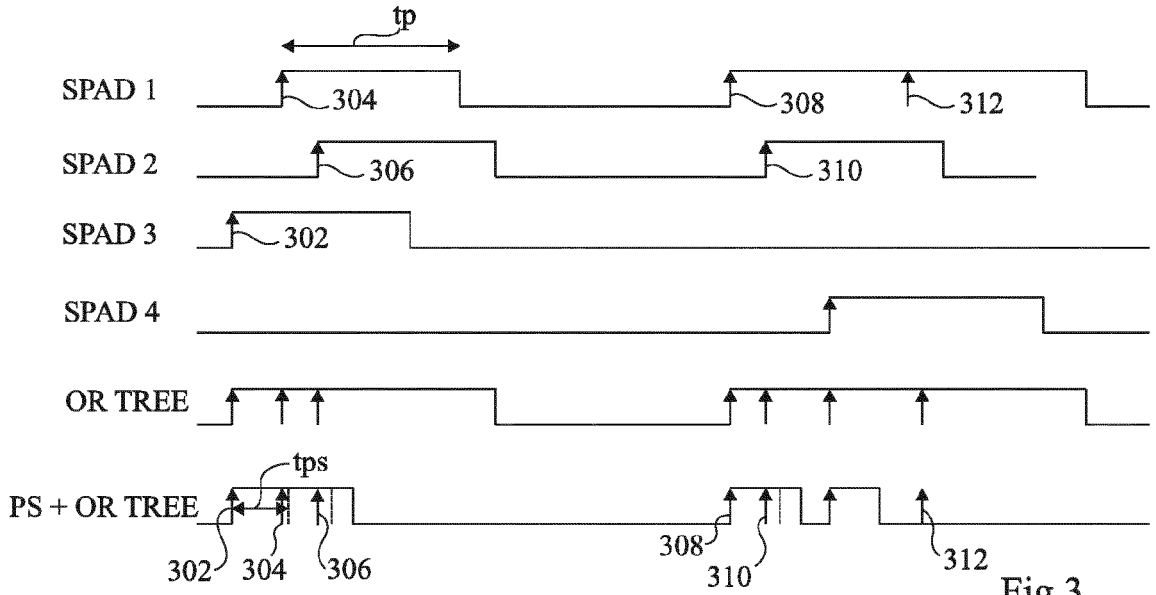 tp
SPAD 1
304
308
312
SPAD 2
306
310
SPAD 3
302
SPAD 4
OR TREE
tps
PS + OR TREE
302
304
306
308
310
312
Fig 3